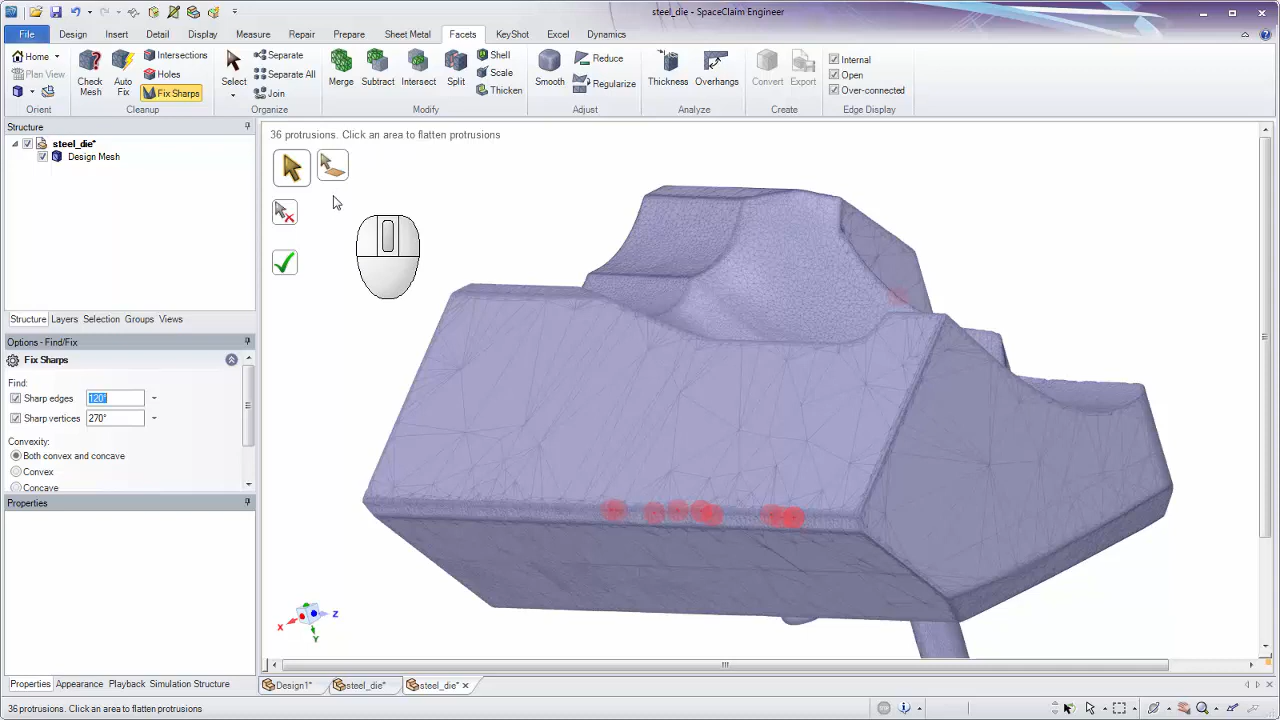 steel_die - SpaceClaim Engineer
File Design Insert Detail Display Measure Repair Prepare Sheet Metal Facets KeyShot Excel Dynamics
Home
Plan View
Orient
Check Mesh
Auto Fix
Intersections
Holes
Fix Sharps
Cleanup
Select
Separate
Separate All
Join
Organize
Merge
Subtract
Intersect
Split
Shell
Scale
Thicken
Modify
Smooth
Reduce
Regularize
Adjust
Thickness
Overhangs
Analyze
Convert
Export
Create
Internal
Open
Over-connected
Edge Display
Structure
steel_die*
Design Mesh
Structure Layers Selection Groups Views
Options - Find/Fix
Fix Sharps
Find:
Sharp edges 120°
Sharp vertices 270°
Convexity:
Both convex and concave
Convex
Concave
Properties
Properties Appearance Playback Simulation Structure
36 protrusions. Click an area to flatten protrusions
X
Y
Z
Design1* steel_die* steel_die*
36 protrusions. Click an area to flatten protrusions